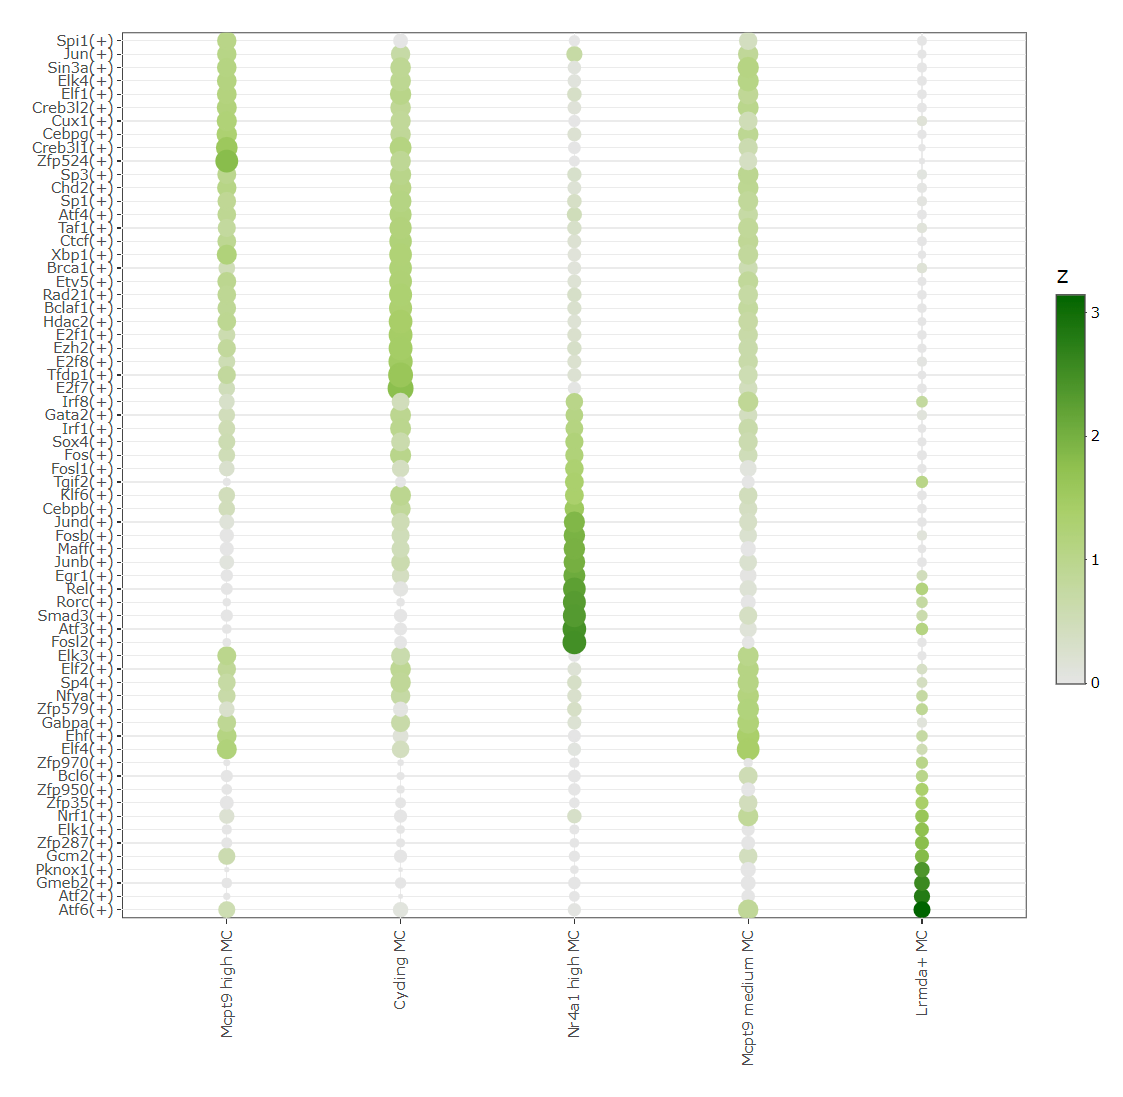 Spi1(+)
Jun(+)
Sin3a(+)
Elk4(+)
Elf1(+)
Creb3l2(+)
Cux1(+)
Cebpg(+)
Creb3l1(+)
Zfp524(+)
Sp3(+)
Chd2(+)
Sp1(+)
Atf4(+)
Taf1(+)
Ctcf(+)
Xbp1(+)
Brca1(+)
Etv5(+)
Rad21(+)
Bclaf1(+)
Hdac2(+)
E2f1(+)
Ezh2(+)
E2f8(+)
Tfdp1(+)
E2f7(+)
Irf8(+)
Gata2(+)
Irf1(+)
Sox4(+)
Fos(+)
Fosl1(+)
Tgif2(+)
Klf6(+)
Cebpb(+)
Jund(+)
Fosb(+)
Maff(+)
Junb(+)
Egr1(+)
Rel(+)
Rorc(+)
Smad3(+)
Atf3(+)
Fosl2(+)
Elk3(+)
Elf2(+)
Sp4(+)
Nfya(+)
Zfp579(+)
Gabpa(+)
Ehf(+)
Elf4(+)
Zfp970(+)
Bcl6(+)
Zfp950(+)
Zfp35(+)
Nrf1(+)
Elk1(+)
Zfp287(+)
Gcm2(+)
Pknox1(+)
Gmeb2(+)
Atf2(+)
Atf6(+)
Mcpt9 high MC
Cyding MC
Nr4a1 high MC
Mcpt9 medium MC
Lrmda+ MC
z
3
2
1
0